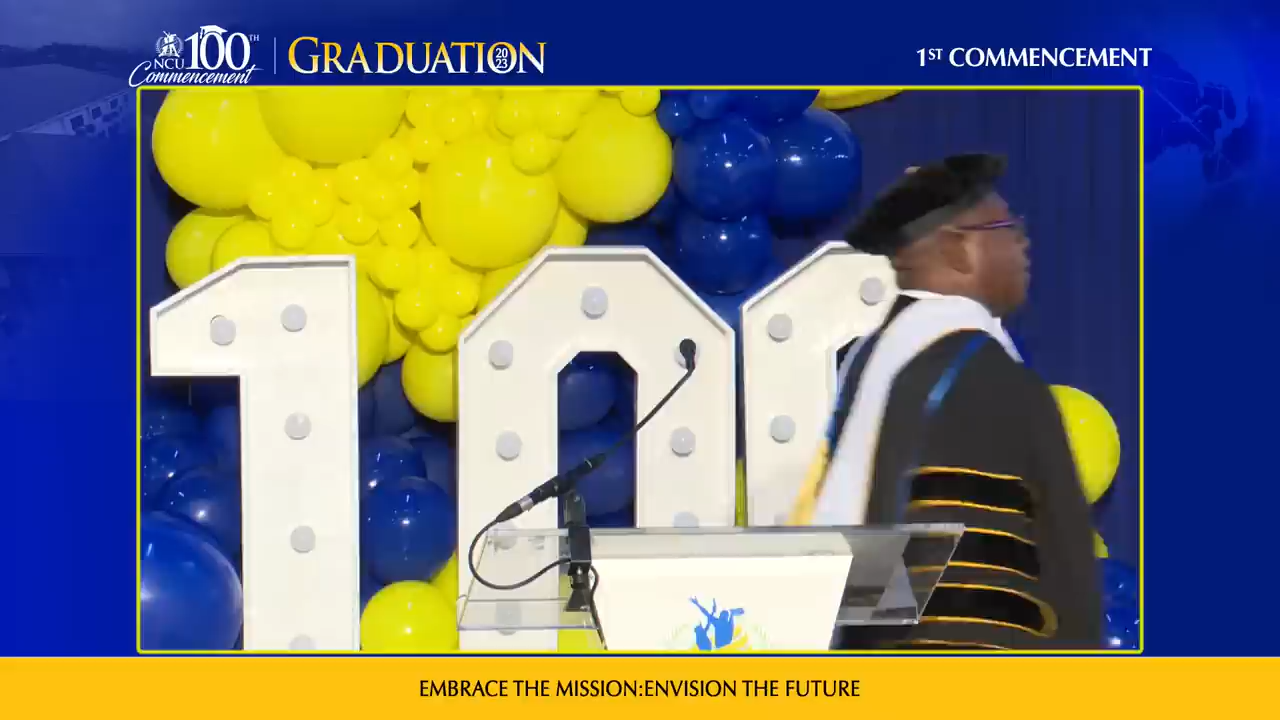 NCU 100TH
Commencement
GRADUATION 2023
1ST COMMENCEMENT
100
EMBRACE THE MISSION:ENVISION THE FUTURE